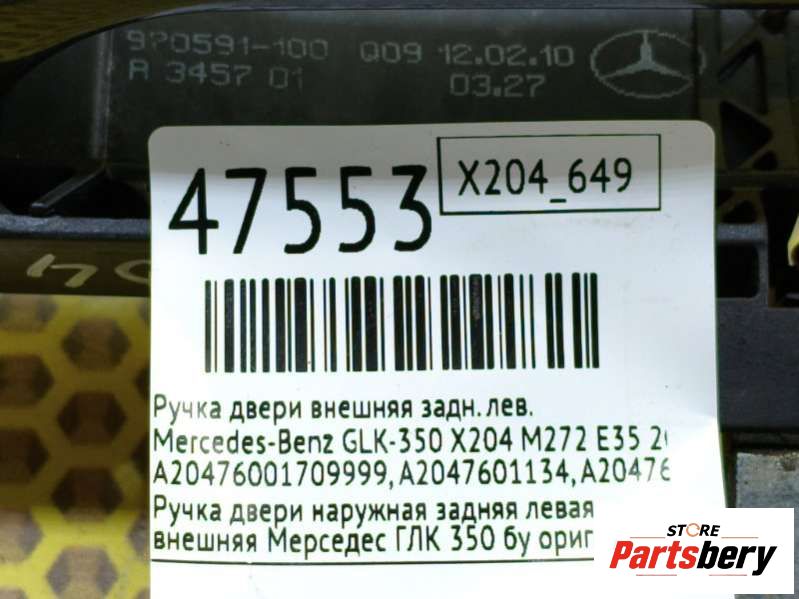 970591-100 Q09 12.02.10
A 3457 01 03.27
47553
X204_649
Ручка двери внешняя задн. лев.
Mercedes-Benz GLK-350 X204 M272 E35
A20476001709999, A2047601134, A20476
Ручка двери наружная задняя левая
внешняя Мерседес ГЛК 350 бу ориг
STORE
Partsbery